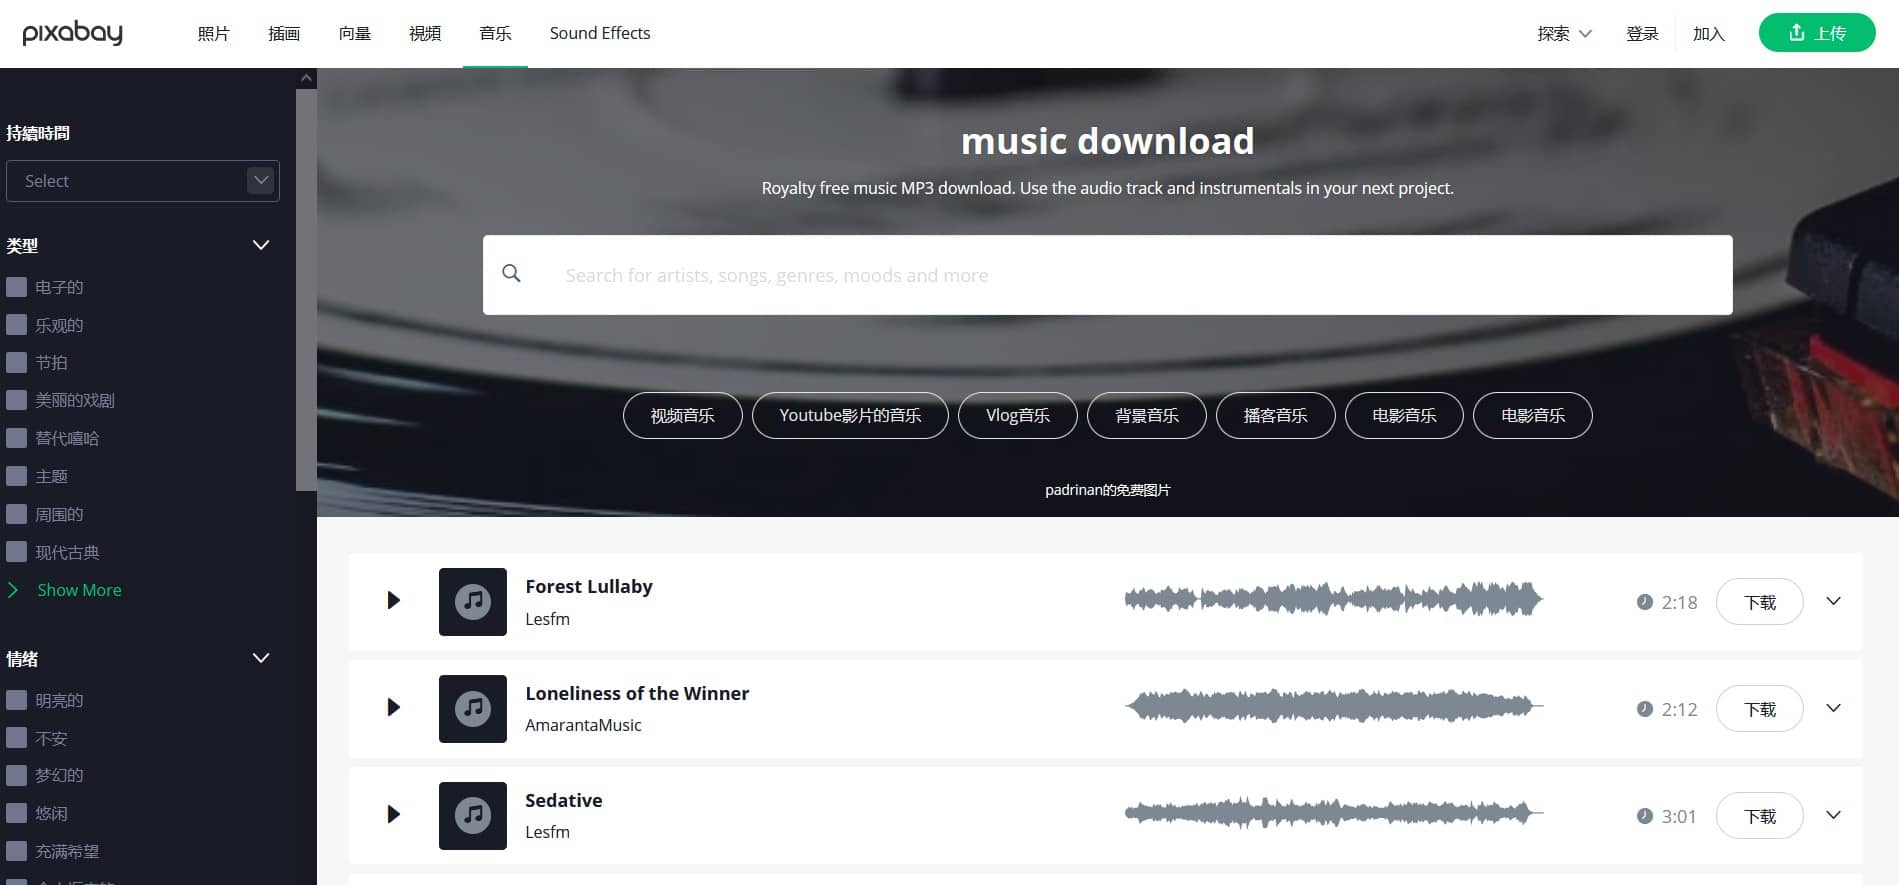 pixabay
照片
插画
向量
视频
音乐
Sound Effects
探索
登录
加入
上传
持續時間
Select
类型
电子的
乐观的
节拍
美丽的戏剧
替代嘻哈
主题
周围的
现代古典
Show More
情绪
明亮的
不安
梦幻的
悠闲
充满希望
music download
Royalty free music MP3 download. Use the audio track and instrumentals in your next project.
Search for artists, songs, genres, moods and more
视频音乐
Youtube影片的音乐
Vlog音乐
背景音乐
播客音乐
电影音乐
电影音乐
padrinan的免费图片
Forest Lullaby
Lesfm
2:18
下载
Loneliness of the Winner
AmarantaMusic
2:12
下载
Sedative
Lesfm
3:01
下载